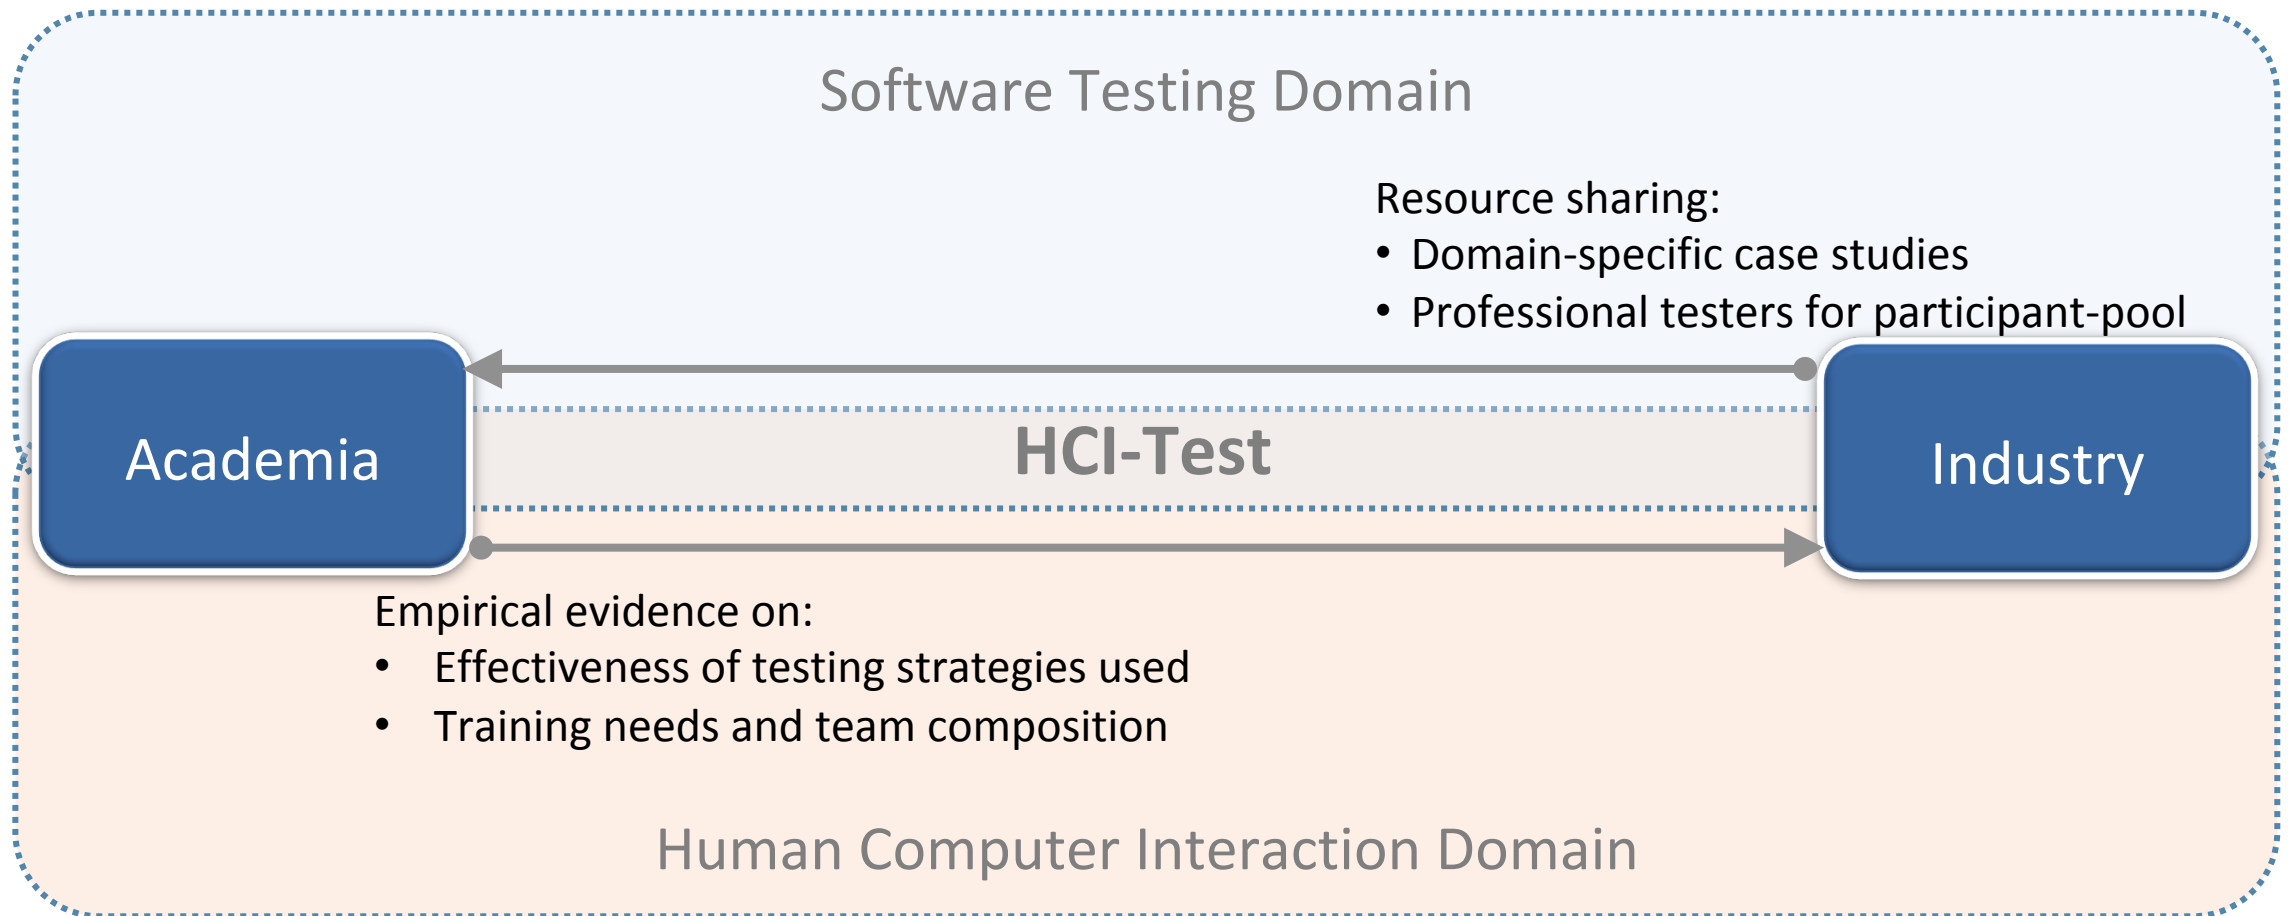 Software Testing Domain
Resource sharing:
• Domain-specific case studies
• Professional testers for participant-pool
Academia
HCI-Test
Industry
Empirical evidence on:
• Effectiveness of testing strategies used
• Training needs and team composition
Human Computer Interaction Domain